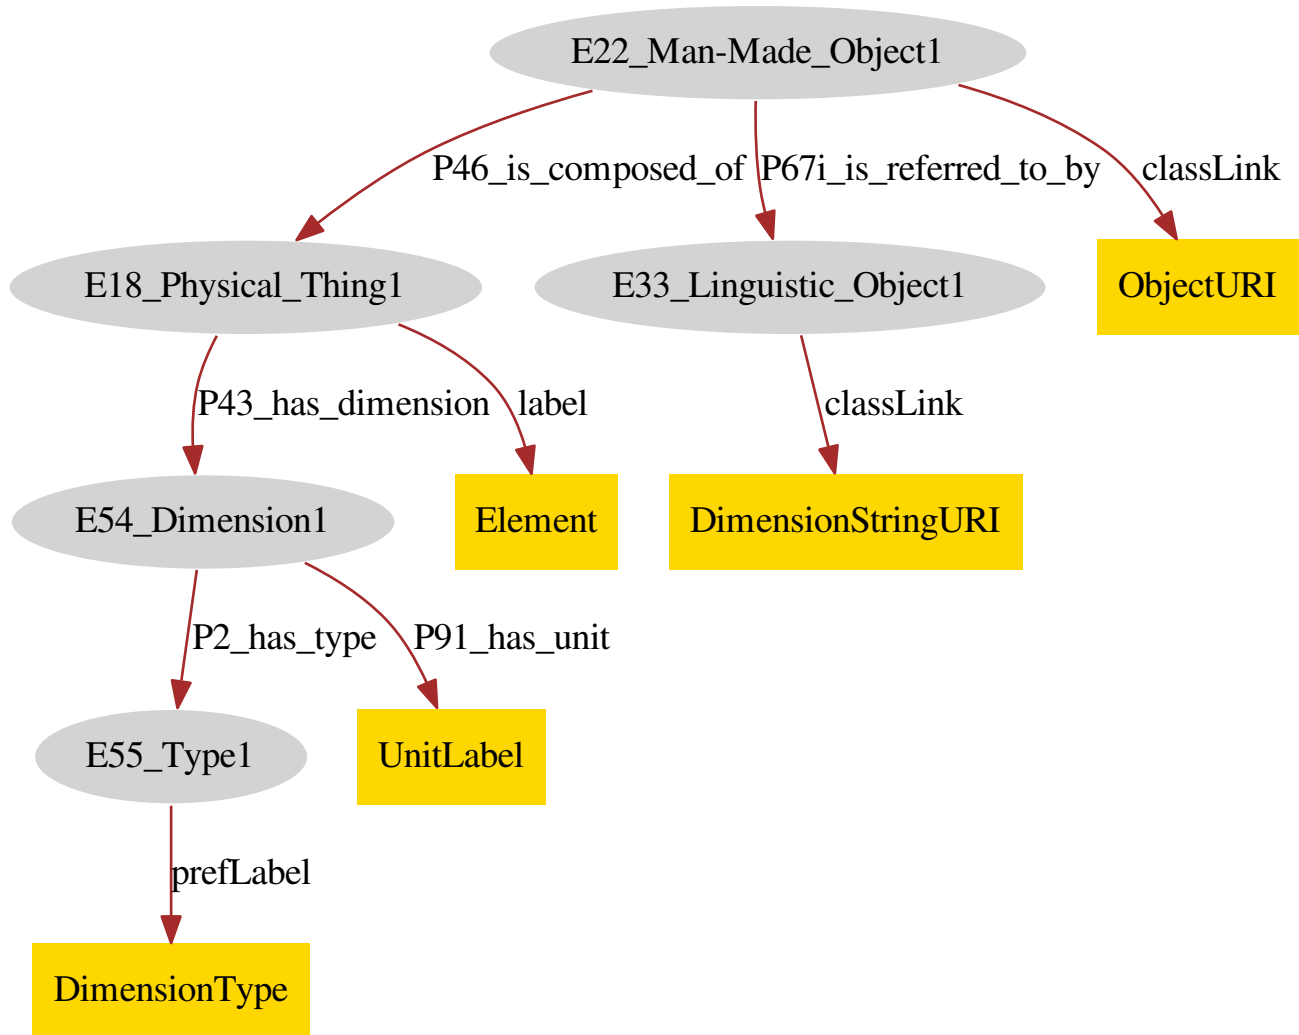 E22_Man-Made_Object1
P46_is_composed_of
P67i_is_referred_to_by
classLink
E18_Physical_Thing1
E33_Linguistic_Object1
ObjectURI
P43_has_dimension
label
classLink
E54_Dimension1
Element
DimensionStringURI
P2_has_type
P91_has_unit
E55_Type1
UnitLabel
prefLabel
DimensionType